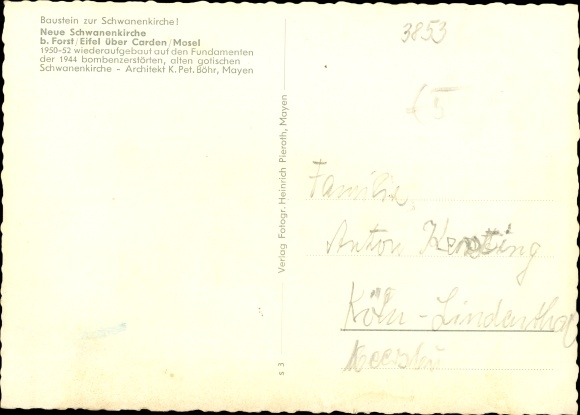 Baustein zur Schwanenkirche!
Neue Schwanenkirche
b. Forst/Eifel über Carden/Mosel
1950-52 wiederaufgebaut auf den Fundamenten
der 1944 bombenzerstörten, alten gotischen
Schwanenkirche - Architekt K. Pet. Böhr, Mayen
3853
Verlag Fotogr. Heinrich Pierath, Mayen
S 3
Familie
Anton
Köln-Lindenthal